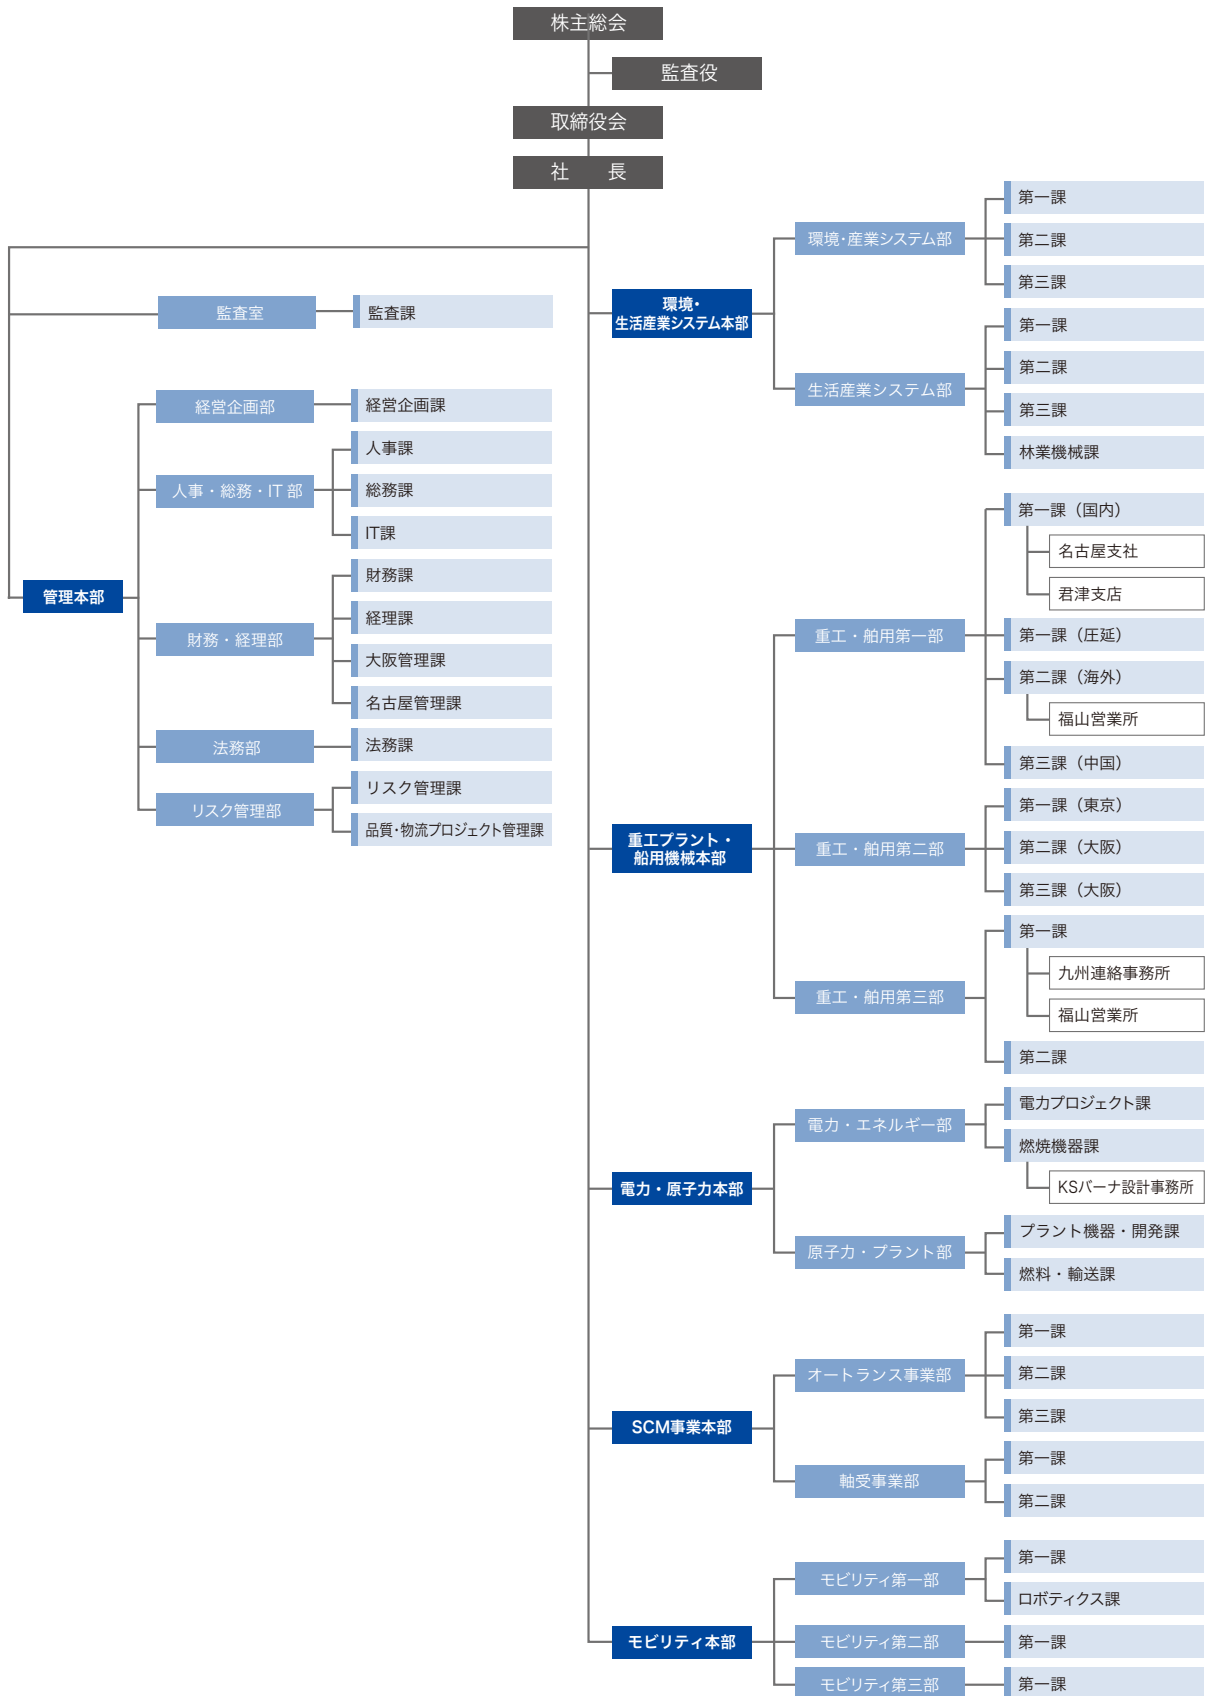 株主総会
監査役
取締役会
社　　長
監査室
監査課
管理本部
経営企画部
経営企画課
人事・総務・IT 部
人事課
総務課
IT課
財務・経理部
財務課
経理課
大阪管理課
名古屋管理課
法務部
法務課
リスク管理部
リスク管理課
品質・物流プロジェクト管理課
環境・
生活産業システム本部
環境・産業システム部
第一課
第二課
第三課
生活産業システム部
第一課
第二課
第三課
林業機械課
重工プラント・
船用機械本部
重工・舶用第一部
第一課（国内）
名古屋支社
君津支店
第一課（圧延）
第二課（海外）
福山営業所
第三課（中国）
重工・舶用第二部
第一課（東京）
第二課（大阪）
第三課（大阪）
重工・舶用第三部
第一課
九州連絡事務所
福山営業所
第二課
電力・原子力本部
電力・エネルギー部
電力プロジェクト課
燃焼機器課
KSバーナ設計事務所
原子力・プラント部
プラント機器・開発課
燃料・輸送課
SCM事業本部
オートランス事業部
第一課
第二課
第三課
軸受事業部
第一課
第二課
モビリティ本部
モビリティ第一部
第一課
ロボティクス課
モビリティ第二部
第一課
モビリティ第三部
第一課